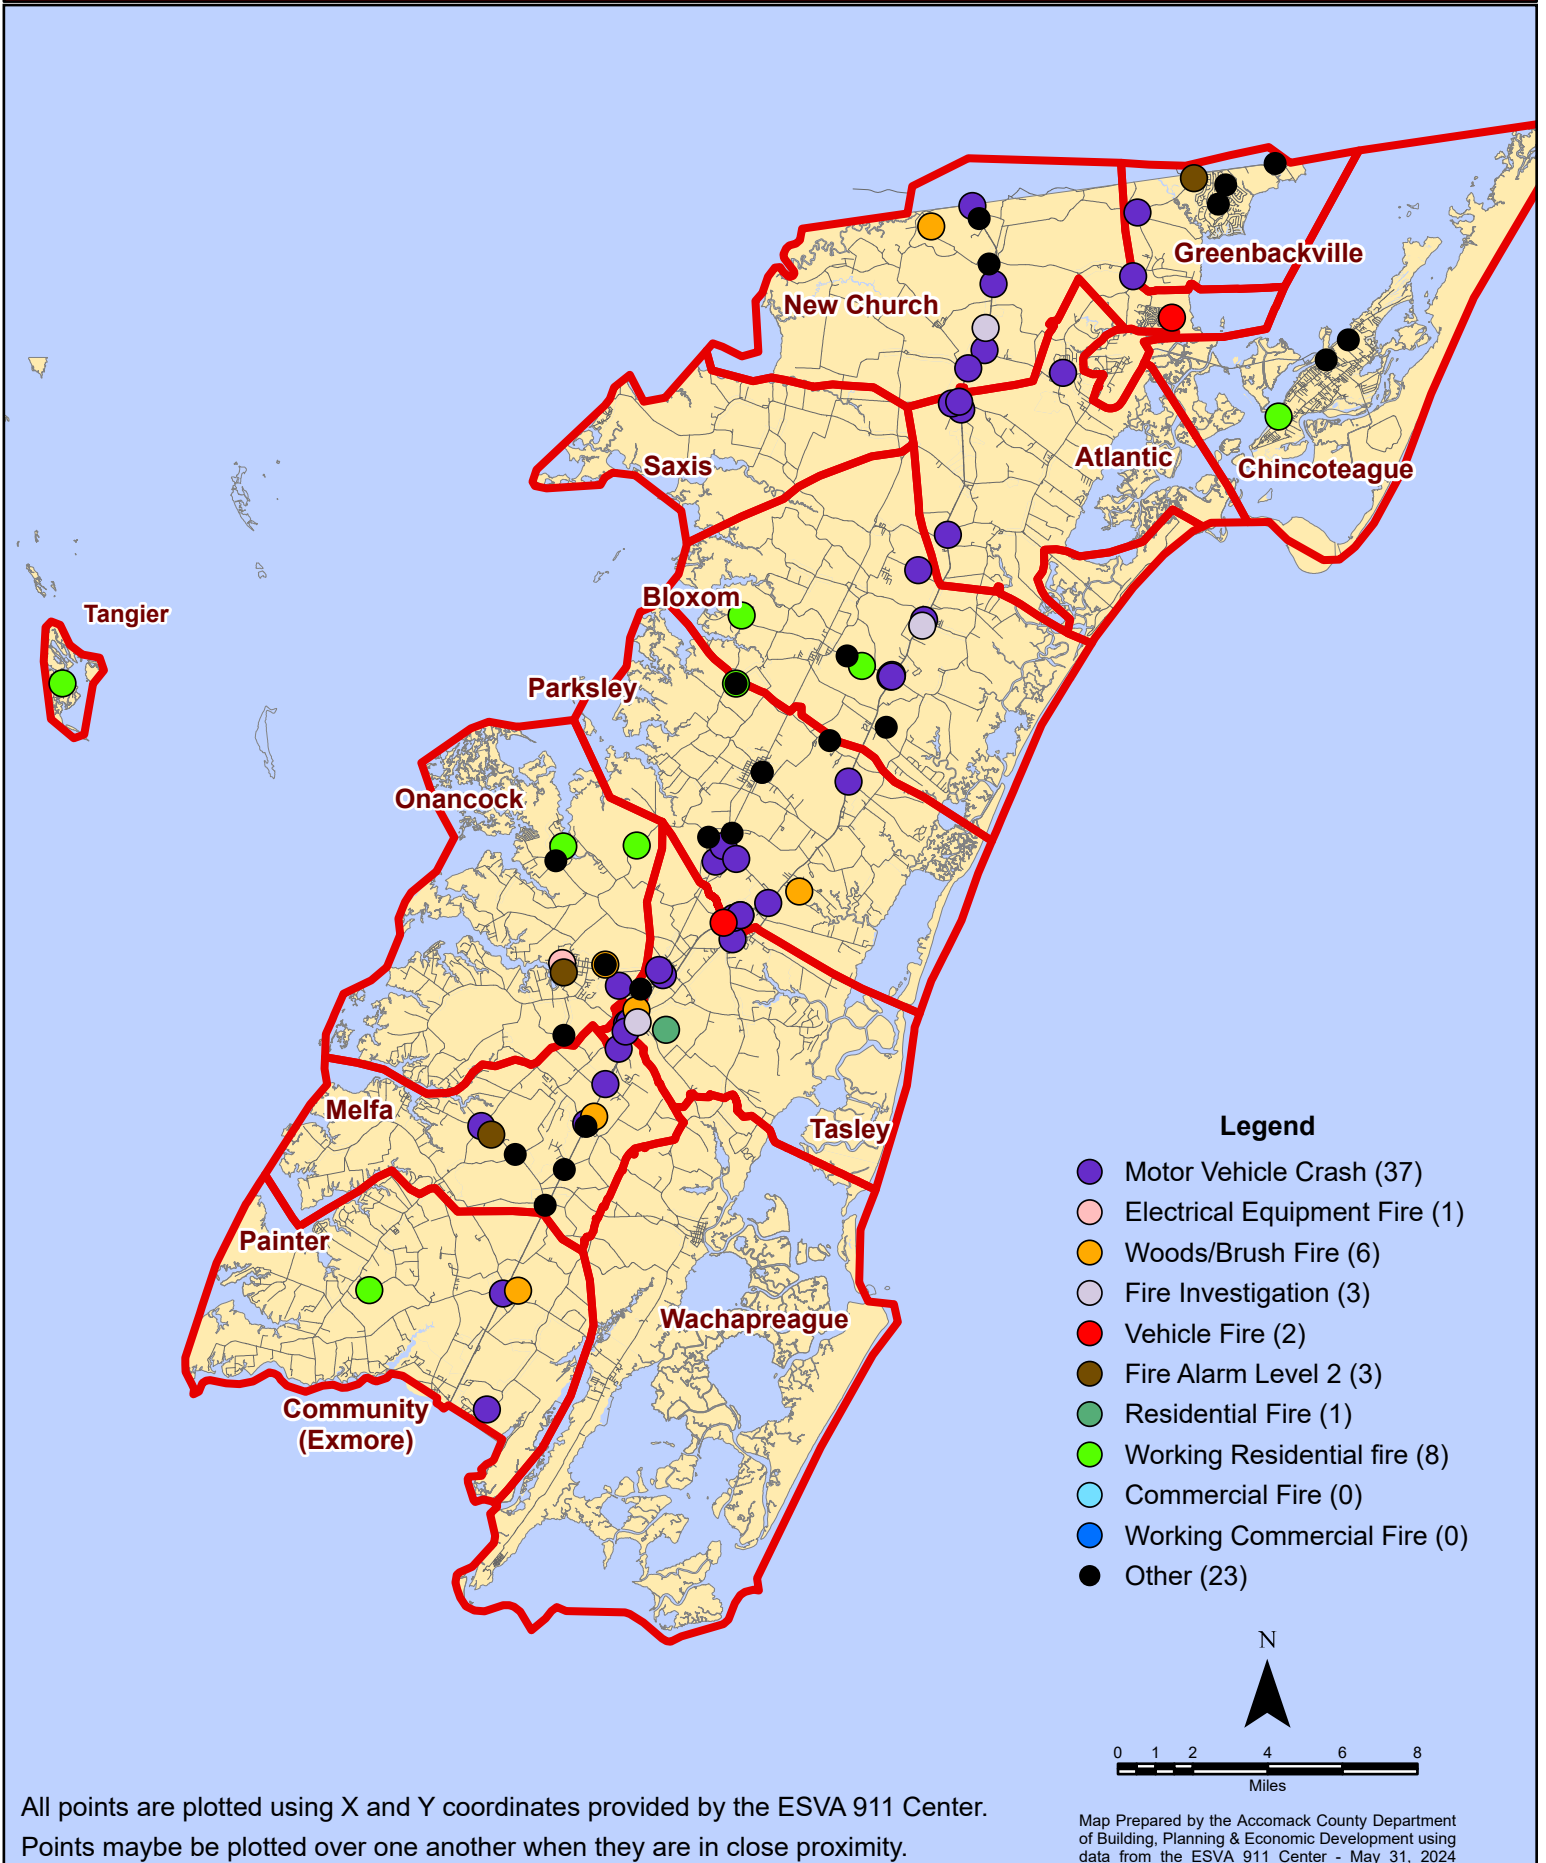 Greenbackville
New Church
Saxis
Atlantic
Chincoteague
Bloxom
Tangier
Parksley
Onancock
Melfa
Tasley
Painter
Wachapreague
Community
(Exmore)
Legend
Motor Vehicle Crash (37)
Electrical Equipment Fire (1)
Woods/Brush Fire (6)
Fire Investigation (3)
Vehicle Fire (2)
Fire Alarm Level 2 (3)
Residential Fire (1)
Working Residential fire (8)
Commercial Fire (0)
Working Commercial Fire (0)
Other (23)
N
0 1 2 4 6 8
Miles
All points are plotted using X and Y coordinates provided by the ESVA 911 Center.
Points maybe be plotted over one another when they are in close proximity.
Map Prepared by the Accomack County Department
of Building, Planning & Economic Development using
data from the ESVA 911 Center - May 31, 2024